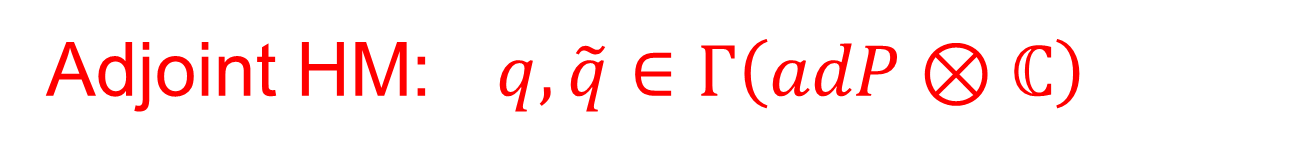 Adjoint HM: q, q̃ ∈ Γ(adP ⊗ ℂ)